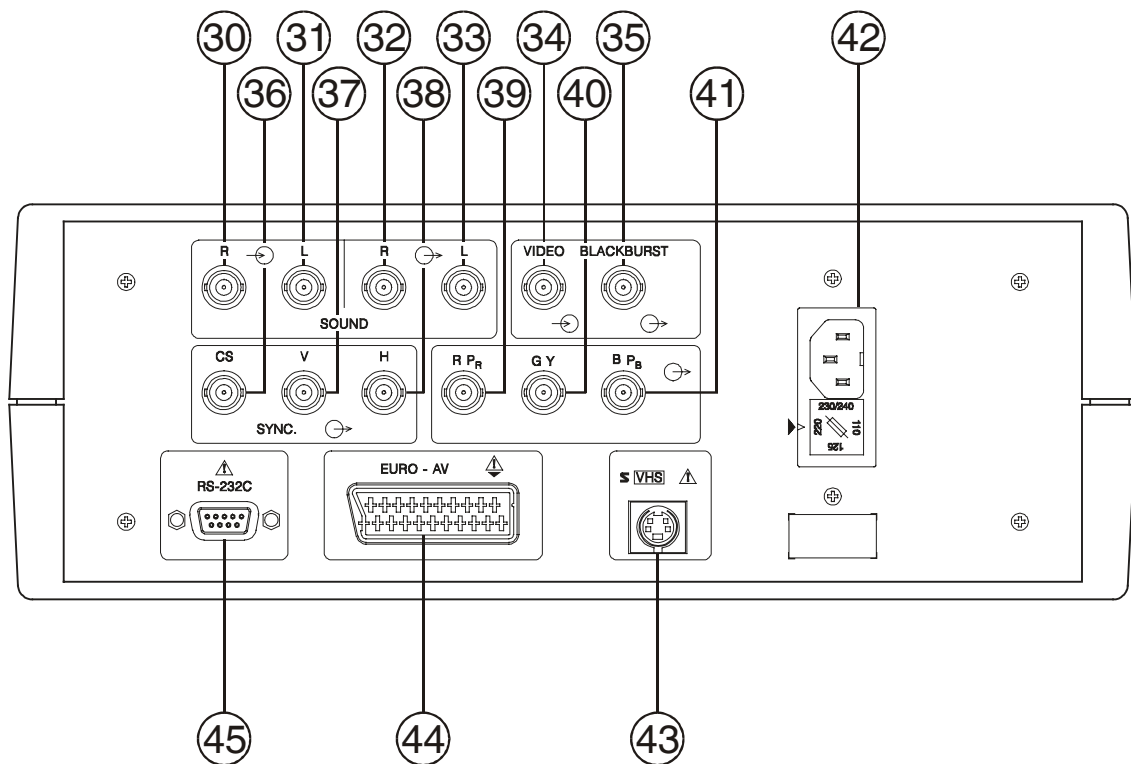 30 31 32 33 34 35 42
36 37 38 39 40 41
R L R L VIDEO BLACKBURST
SOUND
CS V H R PR G Y B PB
SYNC.
230/240
220 110
125
RS-232C
EURO - AV
S VHS
45 44 43